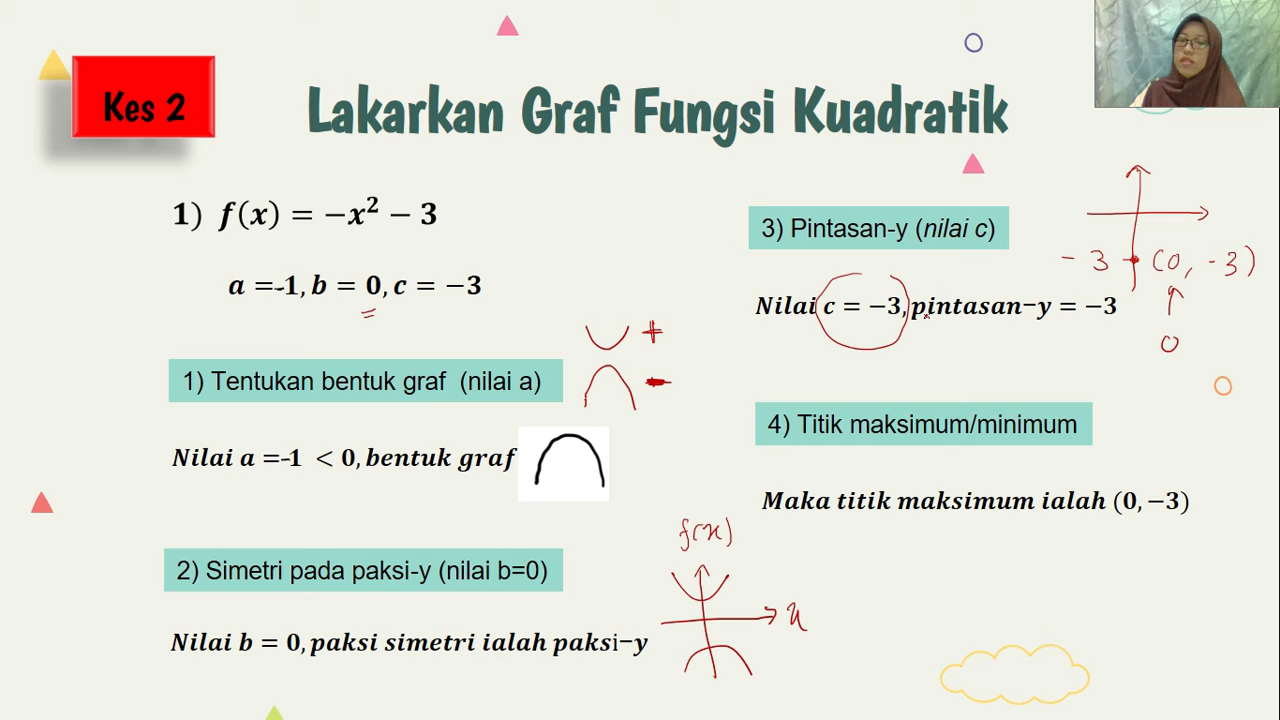 Kes 2
Lakarkan Graf Fungsi Kuadratik
1) f(x) = −x² − 3
a =-1, b = 0, c = −3
1) Tentukan bentuk graf (nilai a)
+
-
Nilai a =-1 < 0, bentuk graf
2) Simetri pada paksi-y (nilai b=0)
Nilai b = 0, paksi simetri ialah paksi−y
f(x)
x
3) Pintasan-y (nilai c)
- 3 (0, -3)
0
Nilai c = −3, pintasan−y = −3
4) Titik maksimum/minimum
Maka titik maksimum ialah (0, −3)